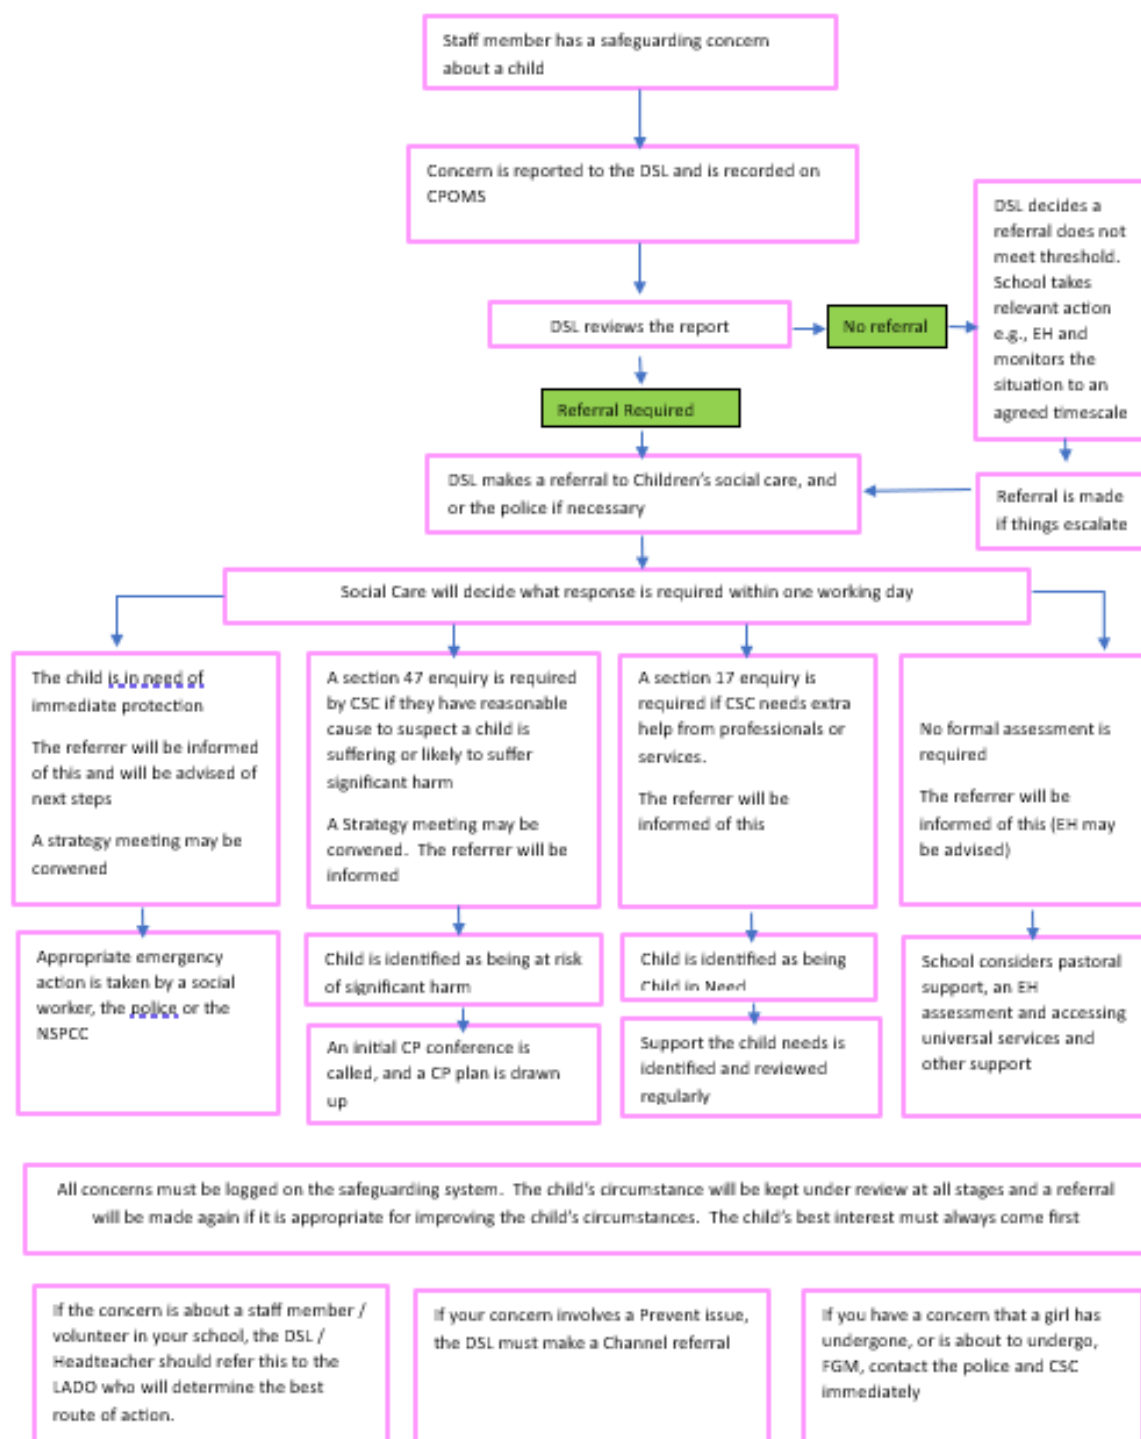 Staff member has a safeguarding concern
about a child
Concern is reported to the DSL and is recorded on
CPOMS
DSL decides a
referral does not
meet threshold.
School takes
relevant action
e.g., EH and
monitors the
situation to an
agreed timescale
DSL reviews the report
No referral
Referral Required
DSL makes a referral to Children's social care, and
or the police if necessary
Referral is made
if things escalate
Social Care will decide what response is required within one working day
The child is in need of
immediate protection
The referrer will be informed
of this and will be advised of
next steps
A strategy meeting may be
convened
A section 47 enquiry is required
by CSC if they have reasonable
cause to suspect a child is
suffering or likely to suffer
significant harm
A Strategy meeting may be
convened.  The referrer will be
informed
A section 17 enquiry is
required if CSC needs extra
help from professionals or
services.
The referrer will be
informed of this
No formal assessment is
required
The referrer will be
informed of this (EH may
be advised)
Appropriate emergency
action is taken by a social
worker, the police or the
NSPCC
Child is identified as being at risk
of significant harm
An initial CP conference is
called, and a CP plan is drawn
up
Child is identified as being
Child in Need
Support the child needs is
identified and reviewed
regularly
School considers pastoral
support, an EH
assessment and accessing
universal services and
other support
All concerns must be logged on the safeguarding system.  The child's circumstance will be kept under review at all stages and a referral
will be made again if it is appropriate for improving the child's circumstances.  The child's best interest must always come first
If the concern is about a staff member /
volunteer in your school, the DSL /
Headteacher should refer this to the
LADO who will determine the best
route of action.
If your concern involves a Prevent issue,
the DSL must make a Channel referral
If you have a concern that a girl has
undergone, or is about to undergo,
FGM, contact the police and CSC
immediately